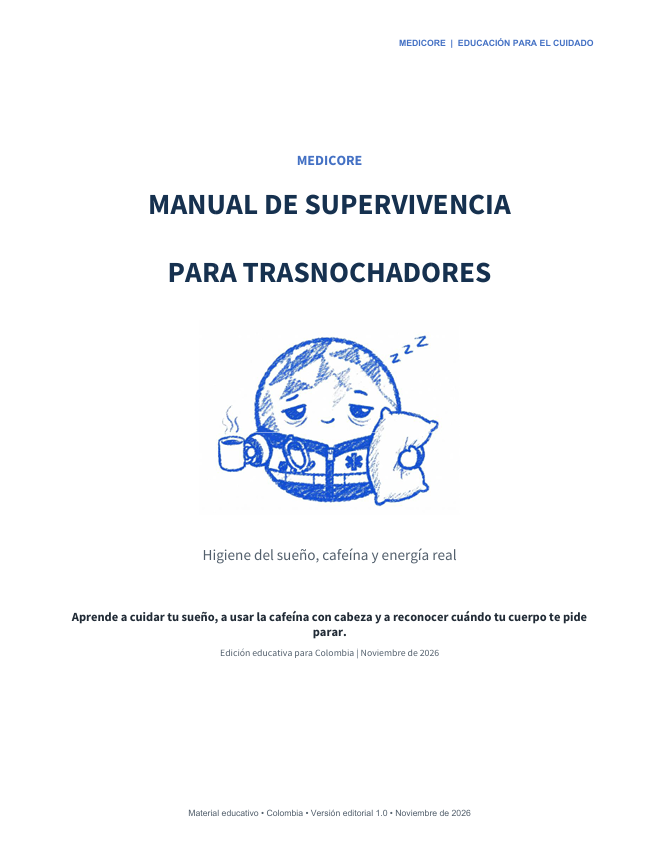 MEDICORE | EDUCACIÓN PARA EL CUIDADO
MEDICORE
MANUAL DE SUPERVIVENCIA
PARA TRASNOCHADORES
z z Z
Higiene del sueño, cafeína y energía real
Aprende a cuidar tu sueño, a usar la cafeína con cabeza y a reconocer cuándo tu cuerpo te pide
parar.
Edición educativa para Colombia | Noviembre de 2026
Material educativo • Colombia • Versión editorial 1.0 • Noviembre de 2026